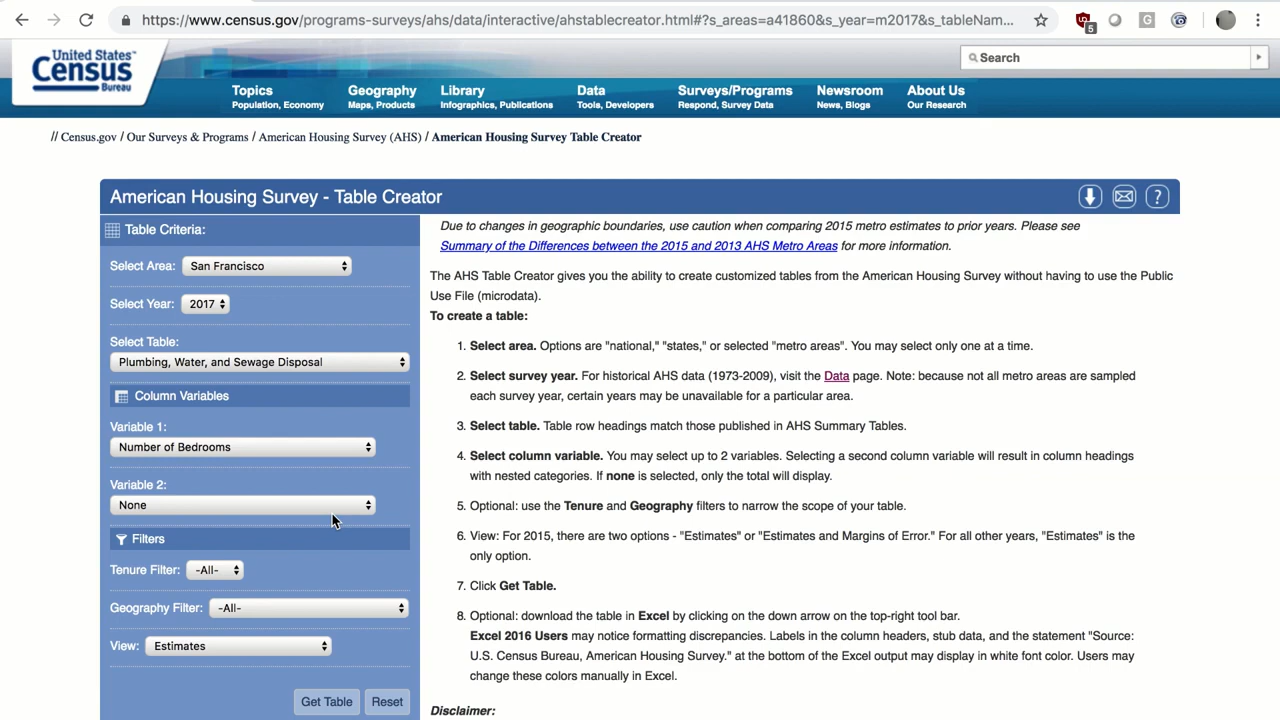 https://www.census.gov/programs-surveys/ahs/data/interactive/ahstablecreator.html#?s_areas=a41860&s_year=m2017&s_tableNam...
5
G
United States™
Census
Bureau
Search
Topics
Population, Economy
Geography
Maps, Products
Library
Infographics, Publications
Data
Tools, Developers
Surveys/Programs
Respond, Survey Data
Newsroom
News, Blogs
About Us
Our Research
// Census.gov / Our Surveys & Programs / American Housing Survey (AHS) / American Housing Survey Table Creator
American Housing Survey - Table Creator
?
Table Criteria:
Select Area: San Francisco
Select Year: 2017
Select Table:
Plumbing, Water, and Sewage Disposal
Column Variables
Variable 1:
Number of Bedrooms
Variable 2:
None
Filters
Tenure Filter: -All-
Geography Filter: -All-
View: Estimates
Get Table
Reset
Due to changes in geographic boundaries, use caution when comparing 2015 metro estimates to prior years. Please see
Summary of the Differences between the 2015 and 2013 AHS Metro Areas for more information.
The AHS Table Creator gives you the ability to create customized tables from the American Housing Survey without having to use the Public
Use File (microdata).
To create a table:
1. Select area. Options are "national," "states," or selected "metro areas". You may select only one at a time.
2. Select survey year. For historical AHS data (1973-2009), visit the Data page. Note: because not all metro areas are sampled
each survey year, certain years may be unavailable for a particular area.
3. Select table. Table row headings match those published in AHS Summary Tables.
4. Select column variable. You may select up to 2 variables. Selecting a second column variable will result in column headings
with nested categories. If none is selected, only the total will display.
5. Optional: use the Tenure and Geography filters to narrow the scope of your table.
6. View: For 2015, there are two options - "Estimates" or "Estimates and Margins of Error." For all other years, "Estimates" is the
only option.
7. Click Get Table.
8. Optional: download the table in Excel by clicking on the down arrow on the top-right tool bar.
Excel 2016 Users may notice formatting discrepancies. Labels in the column headers, stub data, and the statement "Source:
U.S. Census Bureau, American Housing Survey." at the bottom of the Excel output may display in white font color. Users may
change these colors manually in Excel.
Disclaimer: